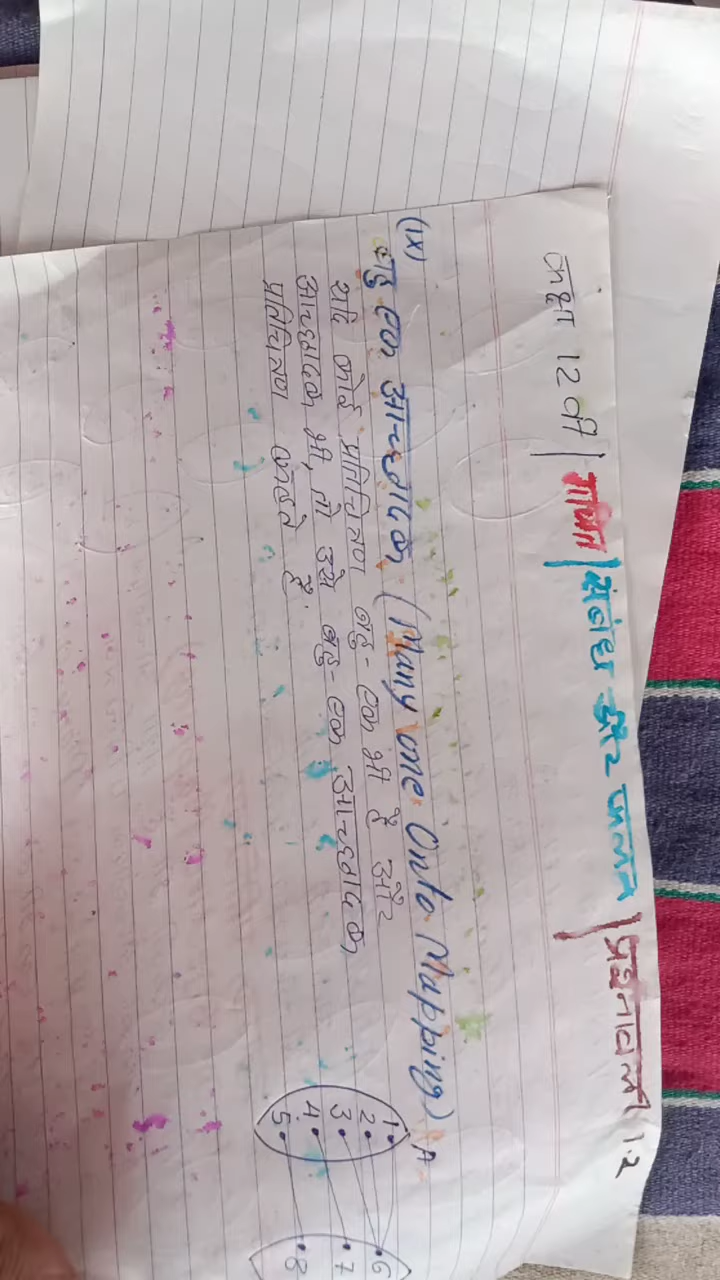 कक्षा 12 वी | गणित | संबंध और फलन | प्रश्नावली 1.2
(ix) बहु एक आच्छादक (Many one Onto Mapping)
यदि कोई प्रतिचित्रण बहु-एक भी है और
आच्छादक भी, तो उसे बहु-एक आच्छादक
प्रतिचित्रण कहते हैं
A
1
2
3
4
5
6
7
8